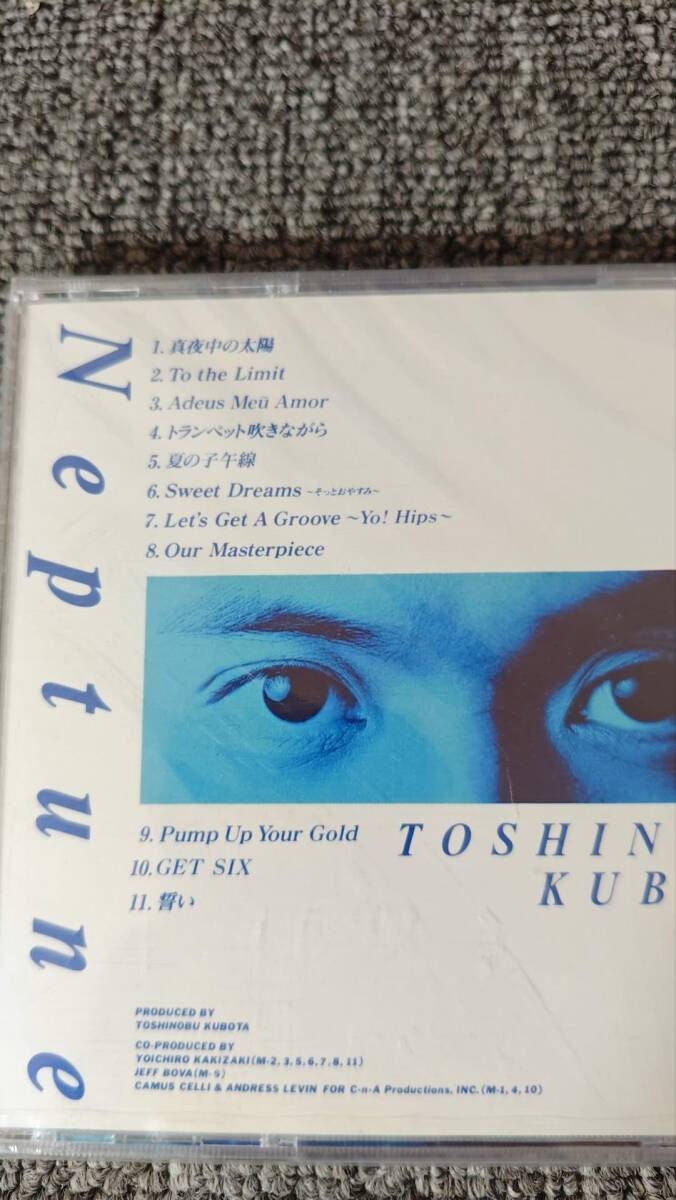 Neptune
1. 真夜中の太陽
2. To the Limit
3. Adeus Meū Amor
4. トランペット吹きながら
5. 夏の子午線
6. Sweet Dreams ~そっとおやすみ~
7. Let's Get A Groove ~Yo! Hips~
8. Our Masterpiece
9. Pump Up Your Gold
10. GET SIX
11. 誓い
TOSHIN
KUB
PRODUCED BY
TOSHINOBU KUBOTA
CO-PRODUCED BY
YOICHIRO KAKIZAKI (M-2, 3, 5, 6, 7, 8, 11)
JEFF BOVA (M-9)
CAMUS CELLI & ANDRESS LEVIN FOR C-n-A Productions, INC. (M-1, 4, 10)